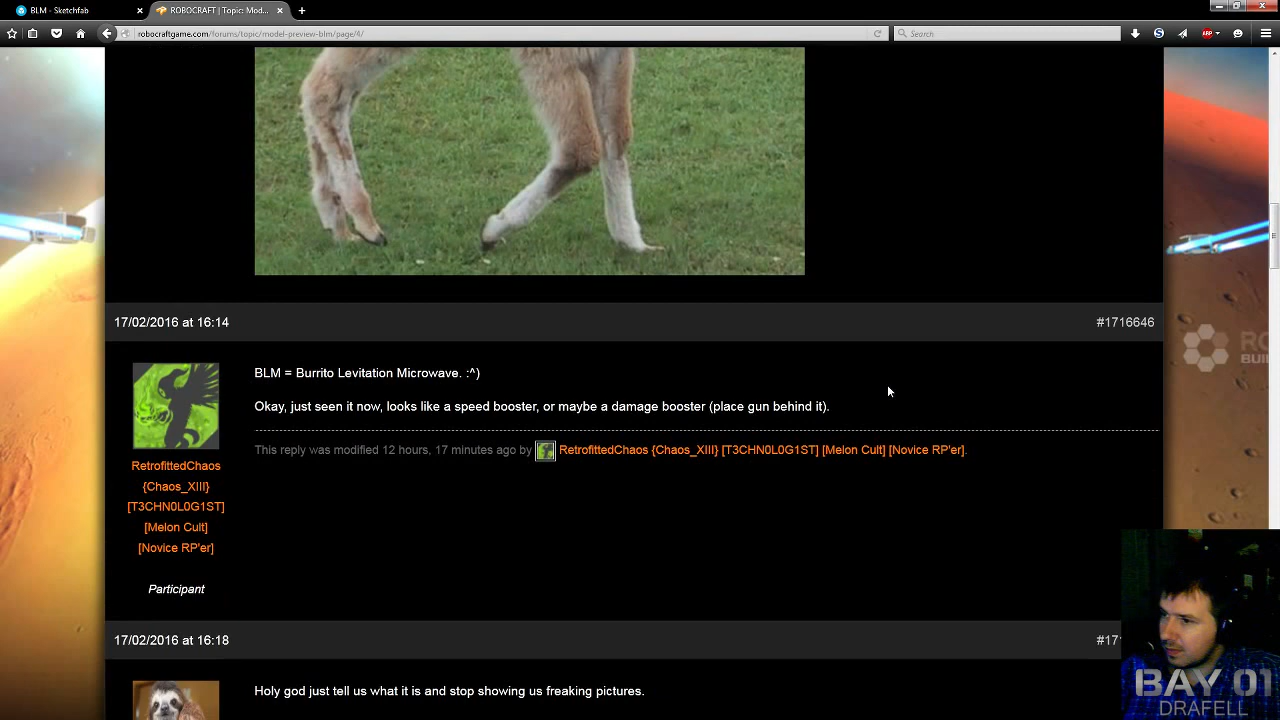 BLM - Sketchfab
ROBOCRAFT | Topic: Mod...
robocraftgame.com/forums/topic/model-preview-blm/page/4/
Search
ABP
17/02/2016 at 16:14
#1716646
BLM = Burrito Levitation Microwave. :^)
Okay, just seen it now, looks like a speed booster, or maybe a damage booster (place gun behind it).
This reply was modified 12 hours, 17 minutes ago by RetrofittedChaos {Chaos_XIII} [T3CHN0L0G1ST] [Melon Cult] [Novice RP'er].
RetrofittedChaos
{Chaos_XIII}
[T3CHN0L0G1ST]
[Melon Cult]
[Novice RP'er]
Participant
17/02/2016 at 16:18
#17
Holy god just tell us what it is and stop showing us freaking pictures.
BAY 01
DRAFELL